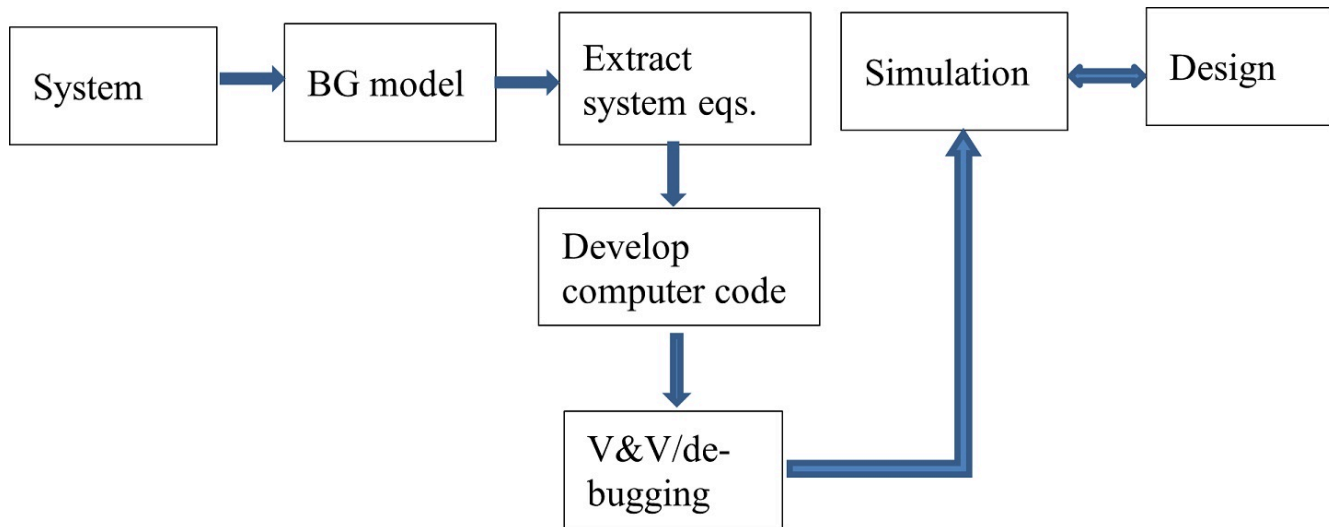 System
BG model
Extract
system eqs.
Simulation
Design
Develop
computer code
V&V/de-
bugging